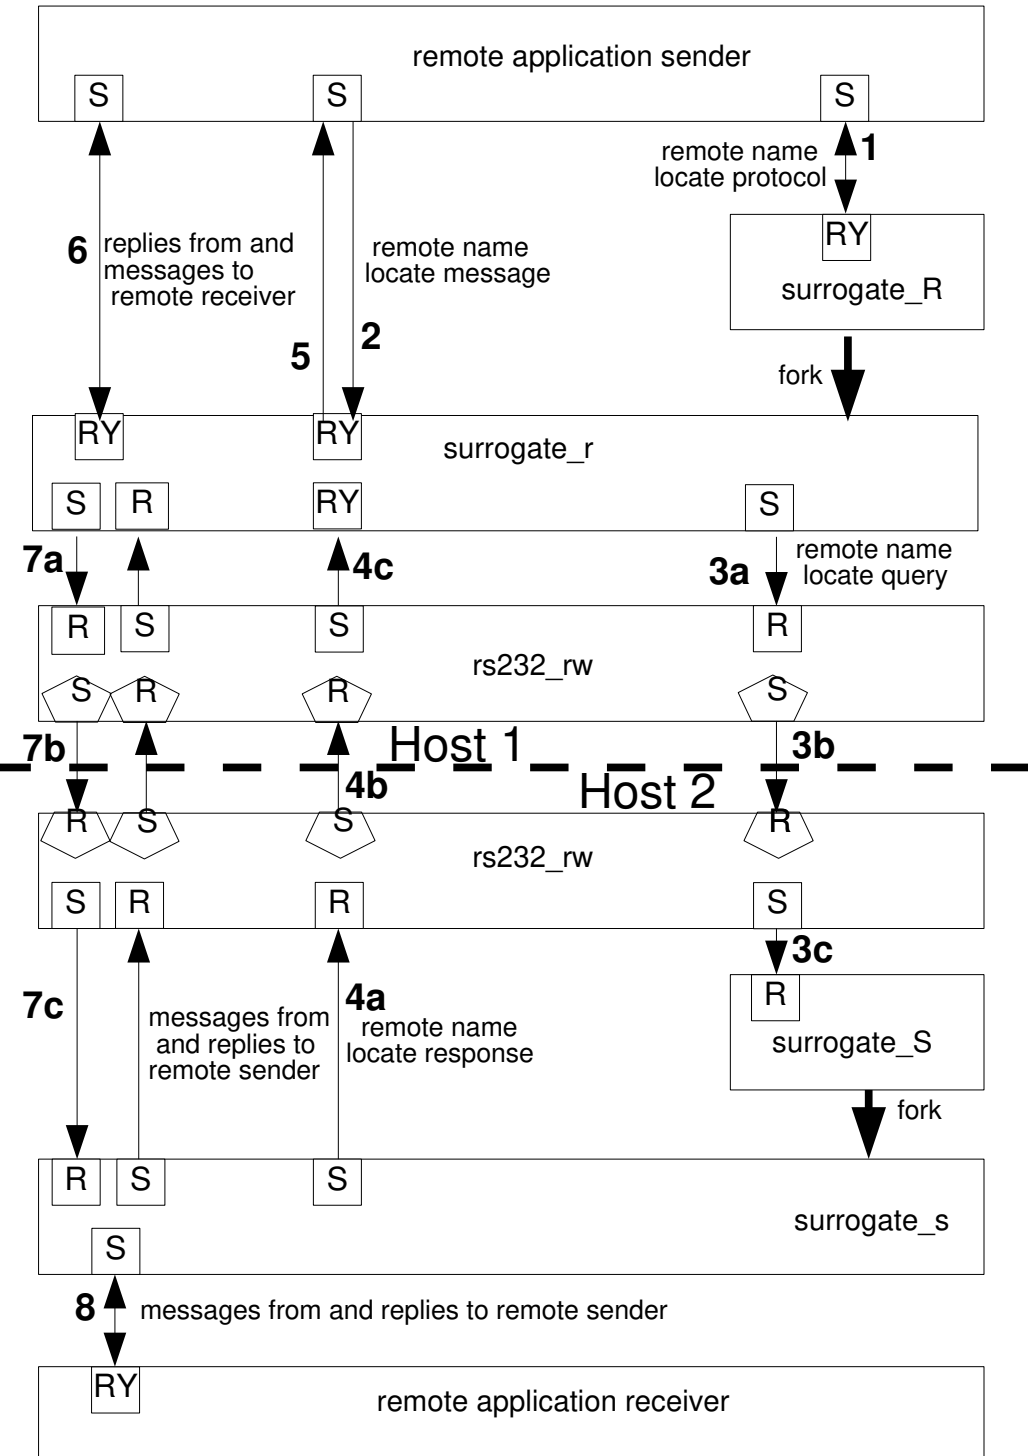 remote application sender
S
S
S
1
remote name
locate protocol
RY
surrogate_R
6
replies from and
messages to
remote receiver
remote name
locate message
5
2
fork
RY
RY
surrogate_r
S
R
RY
S
7a
4c
3a
remote name
locate query
R
S
S
R
rs232_rw
S
R
R
S
7b
Host 1
3b
4b
Host 2
R
S
S
R
rs232_rw
S
R
R
S
3c
7c
4a
messages from
and replies to
remote sender
remote name
locate response
R
surrogate_S
fork
R
S
S
surrogate_s
S
8
messages from and replies to remote sender
RY
remote application receiver